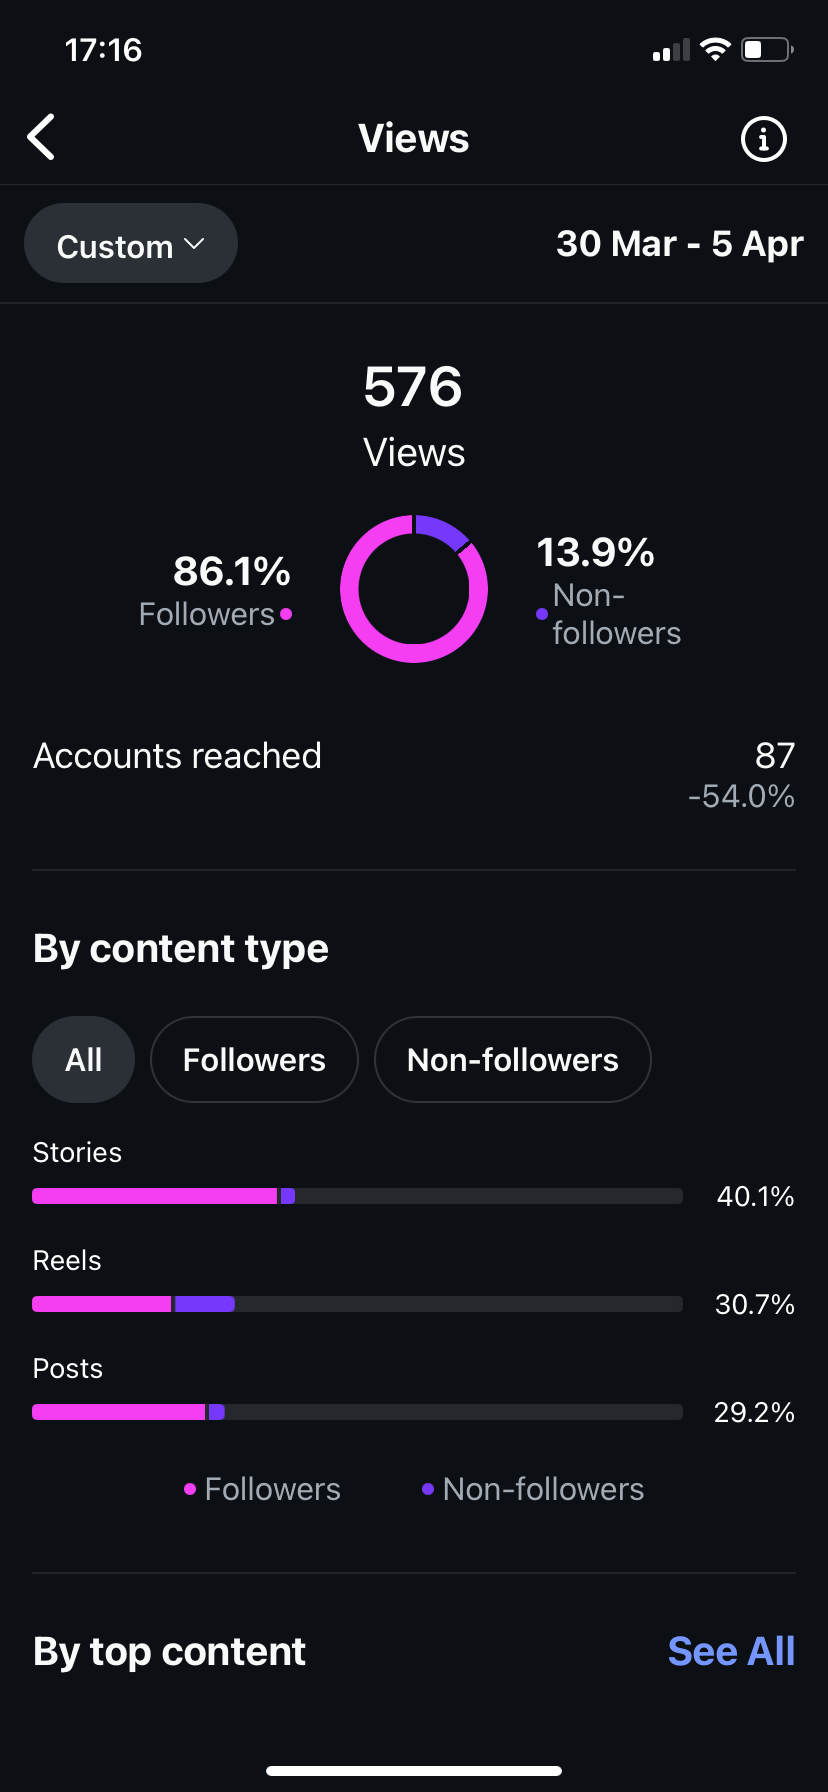 17:16
Views
Custom
30 Mar - 5 Apr
576
Views
86.1%
Followers
13.9%
Non-
followers
Accounts reached
87
-54.0%
By content type
All
Followers
Non-followers
Stories
40.1%
Reels
30.7%
Posts
29.2%
Followers
Non-followers
By top content
See All